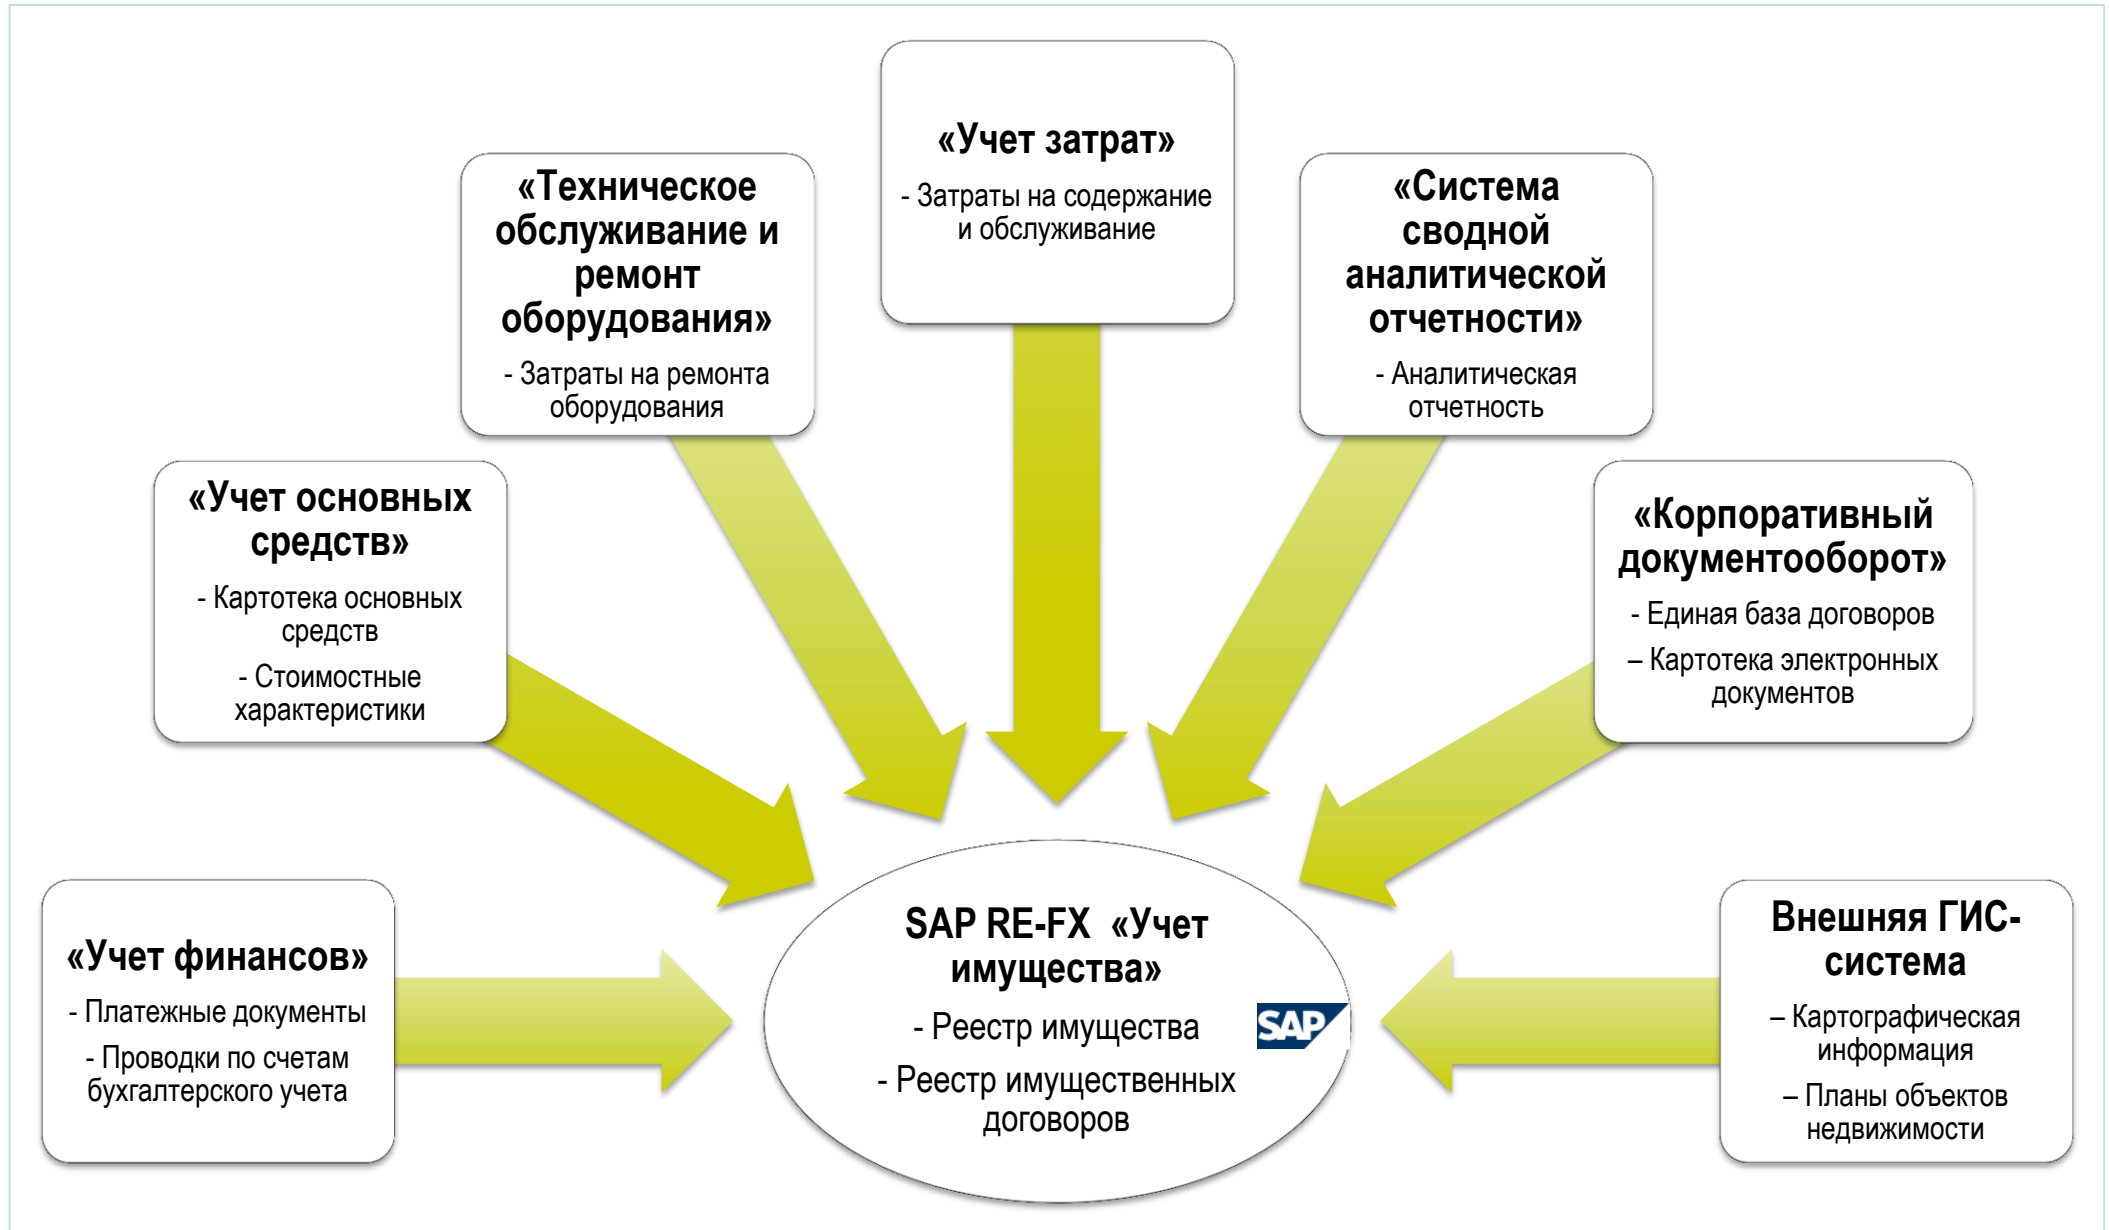 «Учет затрат»
- Затраты на содержание
и обслуживание
«Техническое
обслуживание и
ремонт
оборудования»
- Затраты на ремонта
оборудования
«Система
сводной
аналитической
отчетности»
- Аналитическая
отчетность
«Учет основных
средств»
- Картотека основных
средств
- Стоимостные
характеристики
«Корпоративный
документооборот»
- Единая база договоров
– Картотека электронных
документов
«Учет финансов»
- Платежные документы
- Проводки по счетам
бухгалтерского учета
SAP RE-FX «Учет
имущества»
- Реестр имущества
SAP
- Реестр имущественных
договоров
Внешняя ГИС-
система
– Картографическая
информация
– Планы объектов
недвижимости